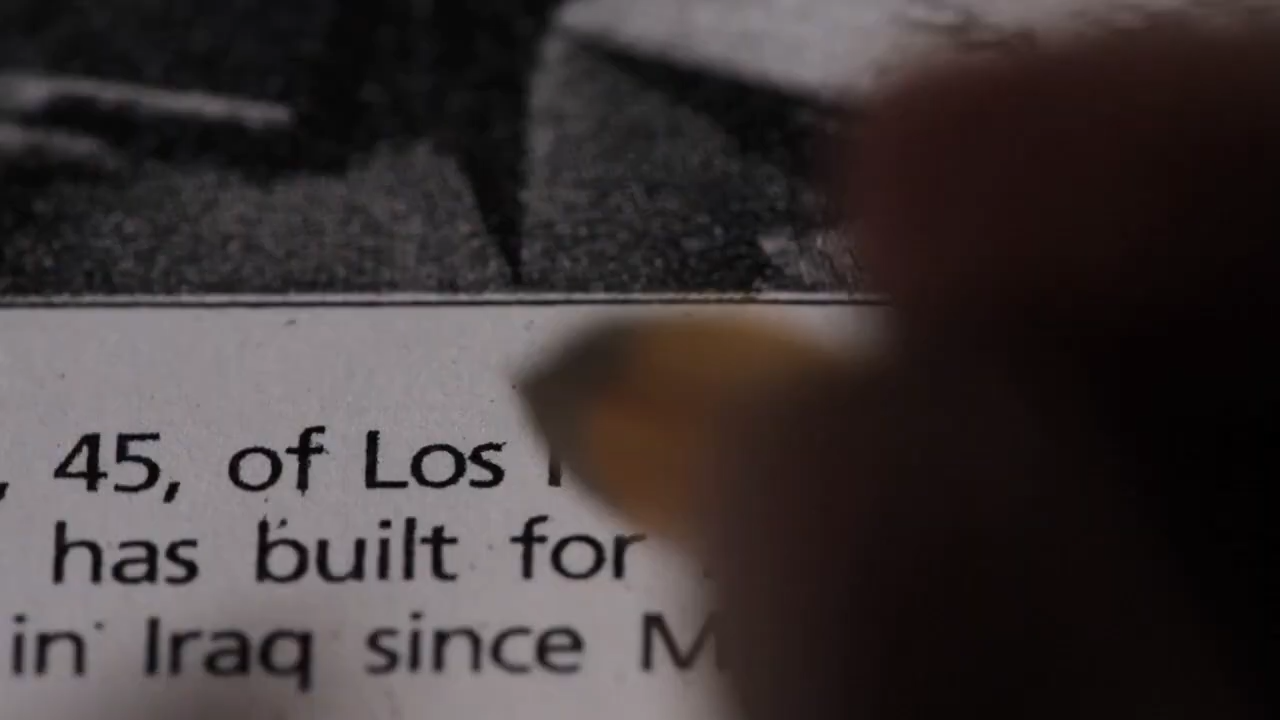 , 45, of Los
has built for
in Iraq since M